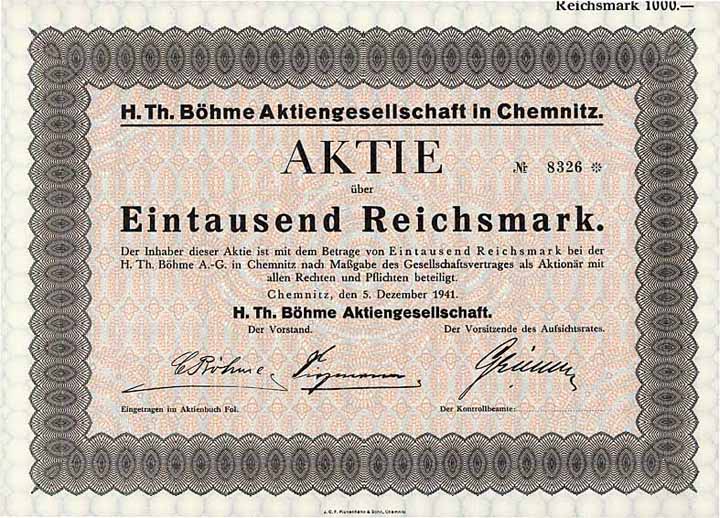 Reichsmark 1000.—
H. Th. Böhme Aktiengesellschaft in Chemnitz.
AKTIE
№ 8326 ※
über
Eintausend Reichsmark.
Der Inhaber dieser Aktie ist mit dem Betrage von Eintausend Reichsmark bei der
H. Th. Böhme A.-G. in Chemnitz nach Maßgabe des Gesellschaftsvertrages als Aktionär mit
allen Rechten und Pflichten beteiligt.
Chemnitz, den 5. Dezember 1941.
H. Th. Böhme Aktiengesellschaft.
Der Vorstand. Der Vorsitzende des Aufsichtsrates.
Böhme
Eingetragen im Aktienbuch Fol. Der Kontrollbeamte:
J. C. F. & Sohn, Chemnitz